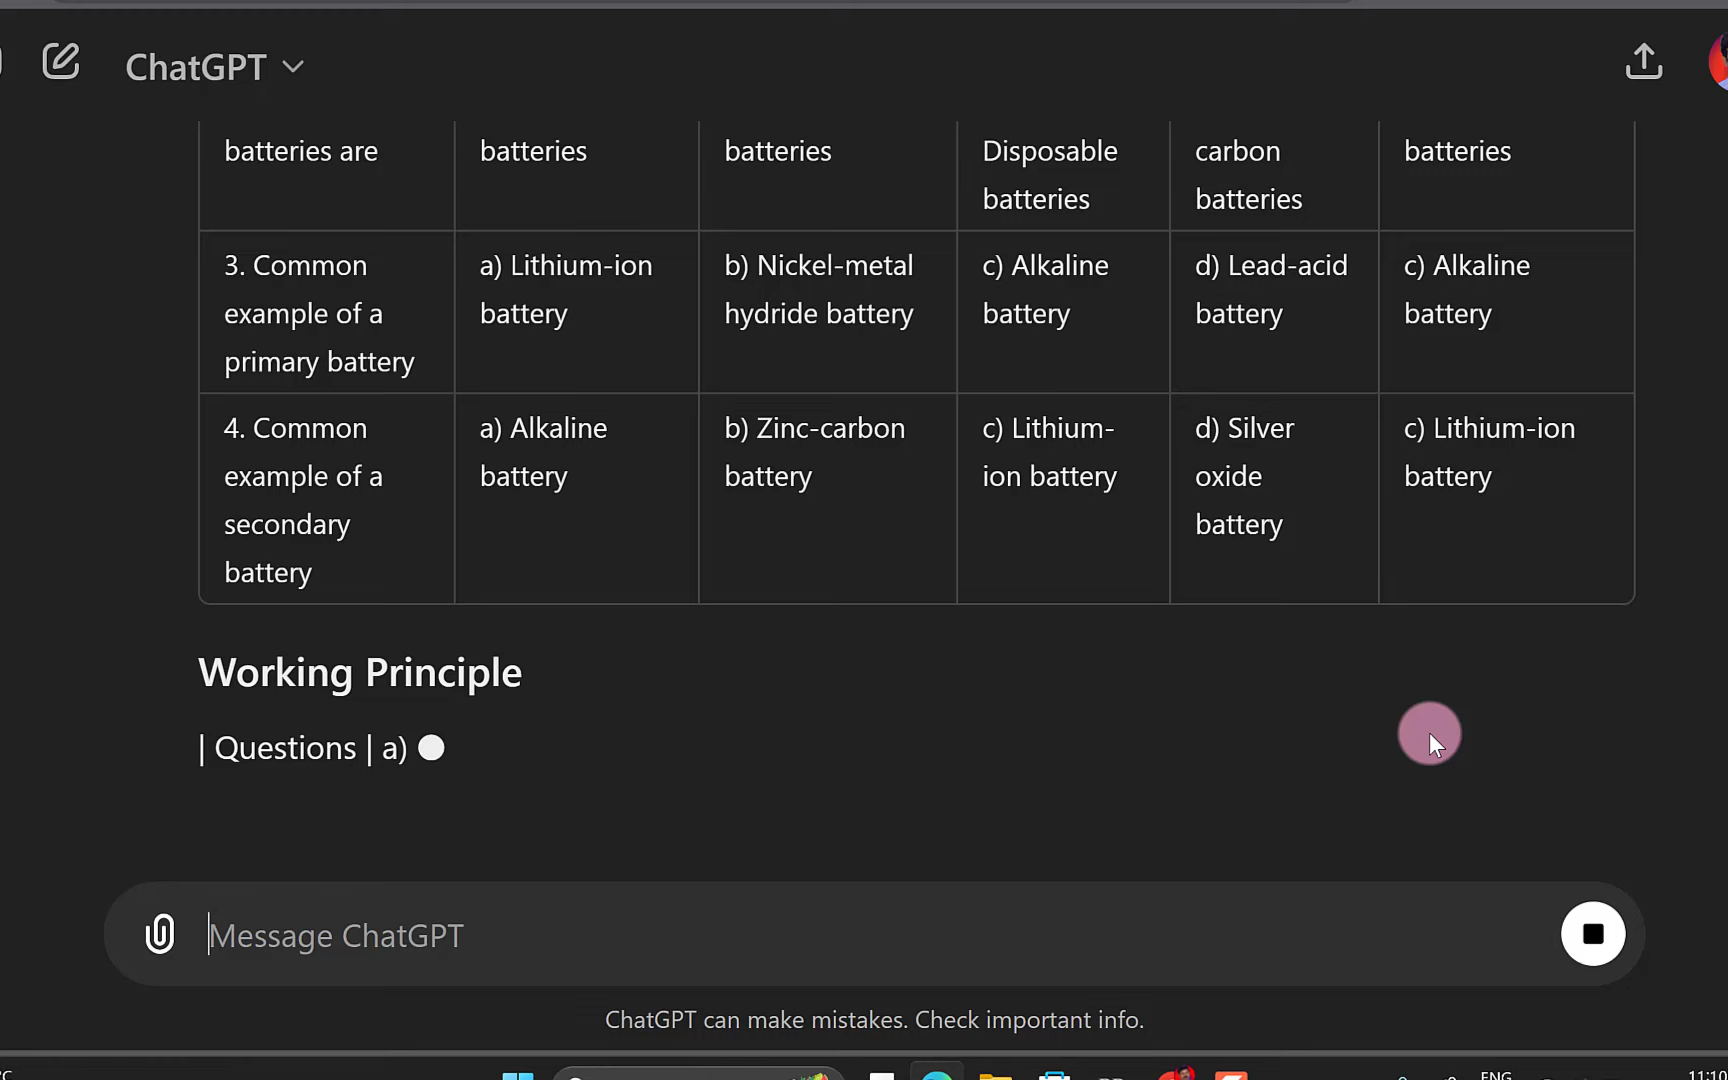 ChatGPT
batteries are
batteries
batteries
Disposable
batteries
carbon
batteries
batteries
3. Common
example of a
primary battery
a) Lithium-ion
battery
b) Nickel-metal
hydride battery
c) Alkaline
battery
d) Lead-acid
battery
c) Alkaline
battery
4. Common
example of a
secondary
battery
a) Alkaline
battery
b) Zinc-carbon
battery
c) Lithium-
ion battery
d) Silver
oxide
battery
c) Lithium-ion
battery
Working Principle
| Questions | a)
Message ChatGPT
ChatGPT can make mistakes. Check important info.
ENG
11:10